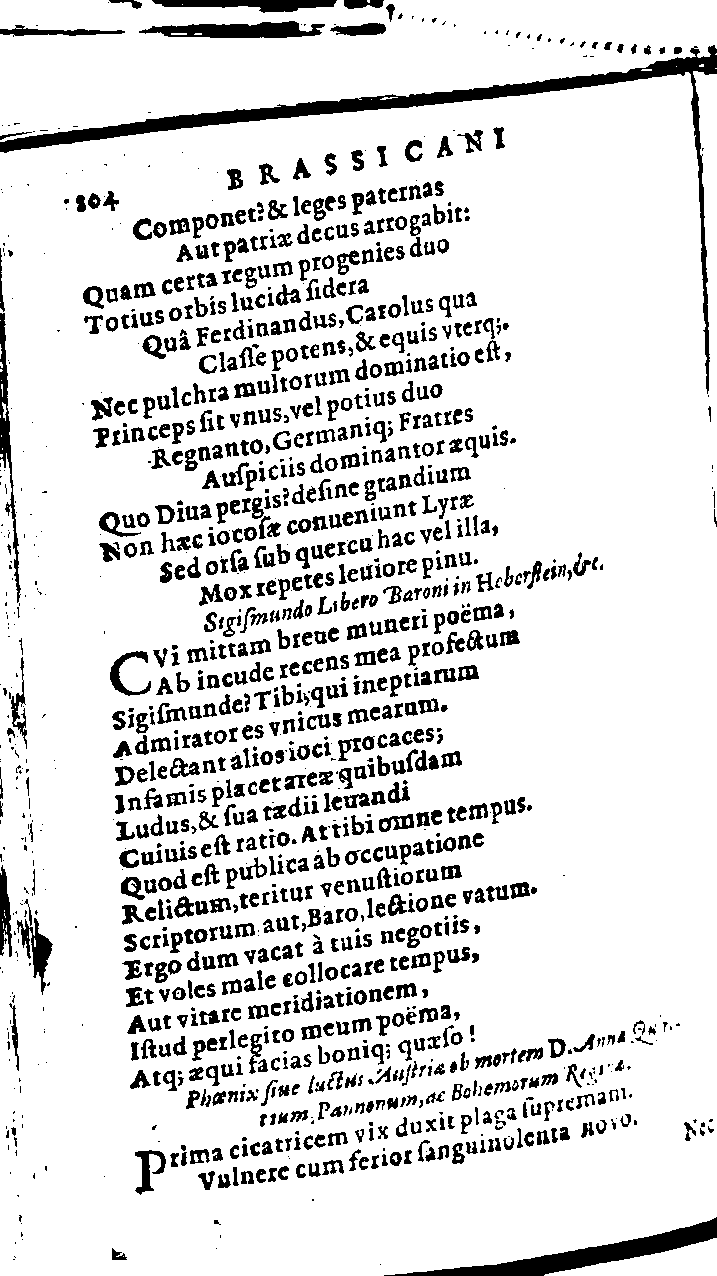 804 BRASSICANI
Componet? & leges paternas
Aut patriæ decus arrogabit:
Quam certa regum progenies duo
Totius orbis lucida ſidera
Quâ Ferdinandus, Carolus qua
Claſſe potens, & equis vterq;.
Nec pulchra multorum dominatio eſt,
Princeps ſit vnus, vel potius duo
Regnanto, Germaniq; Fratres
Auſpiciis dominantor æquis.
Quo Diua pergis? deſine grandium
Non hæc iocoſæ conueniunt Lyræ
Sed orſa ſub quercu hac vel illa,
Mox repetes leuiore pinu.
Sigiſmundo Libero Baroni in Heberſtein, &c.
CVi mittam breue muneri poëma,
Ab incude recens mea profectum
Sigiſmunde? Tibi, qui ineptiarum
Admirator es vnicus mearum.
Delectant alios ioci procaces;
Infamis placet areæ quibuſdam
Ludus, & ſua tædii leuandi
Cuiuis eſt ratio. At tibi omne tempus.
Quod eſt publica ab occupatione
Relictum, teritur venuſtiorum
Scriptorum aut, Baro, lectione vatum.
Ergo dum vacat à tuis negotiis,
Et voles male collocare tempus,
Aut vitare meridiationem,
Iſtud perlegito meum poëma,
Atq; æqui facias boniq; quæſo!
Phœnix ſiue luctus Auſtriæ ob mortem D. Anna
rium, Pannonum, ac Bohemorum Reginæ.
Prima cicatricem vix duxit plaga ſupremam.
Vulnere cum ferior ſanguinolenta novo.
Nec